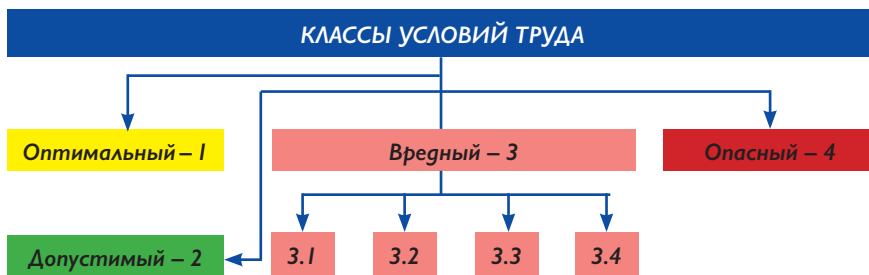 КЛАССЫ УСЛОВИЙ ТРУДА
Оптимальный – 1
Вредный – 3
Опасный – 4
Допустимый – 2
3.1
3.2
3.3
3.4